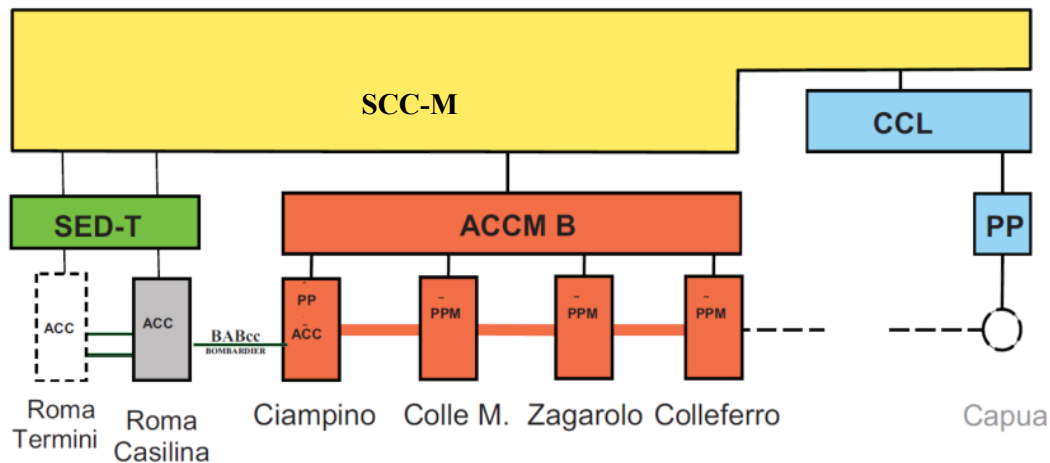 SCC-M
CCL
SED-T
ACCM B
PP
ACC
ACC
BABcc
BOMBARDIER
PP
ACC
PPM
PPM
PPM
Roma
Termini
Roma
Casilina
Ciampino
Colle M.
Zagarolo
Colleferro
Capua